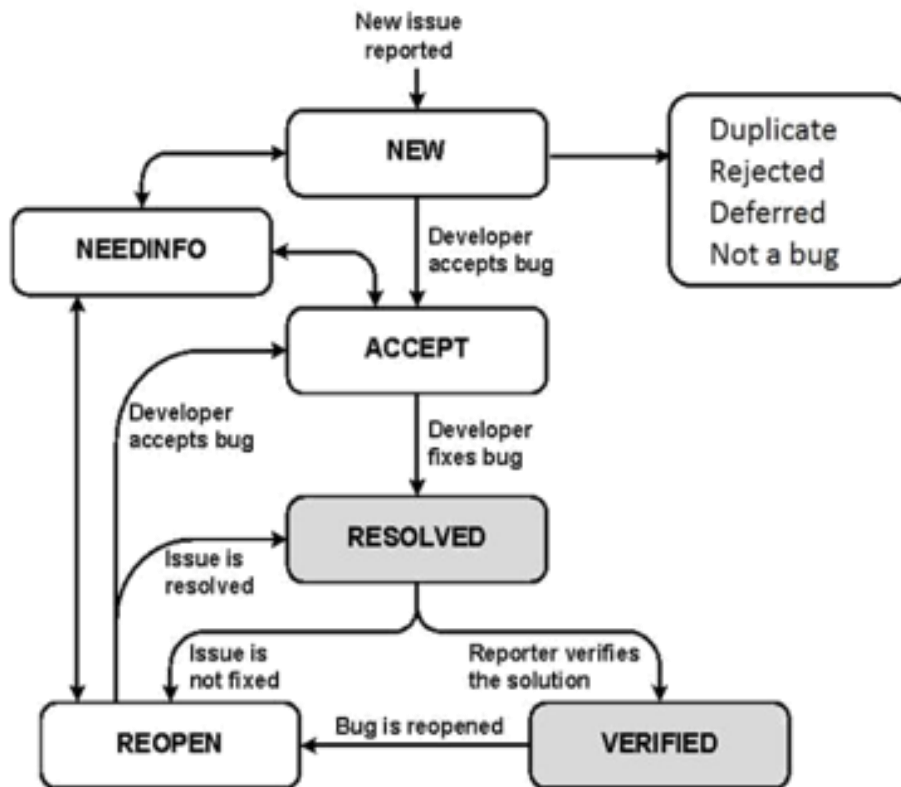 New issue
reported
NEW
Duplicate
Rejected
Deferred
Not a bug
NEEDINFO
Developer
accepts bug
ACCEPT
Developer
accepts bug
Developer
fixes bug
RESOLVED
Issue is
resolved
Issue is
not fixed
Reporter verifies
the solution
REOPEN
Bug is reopened
VERIFIED